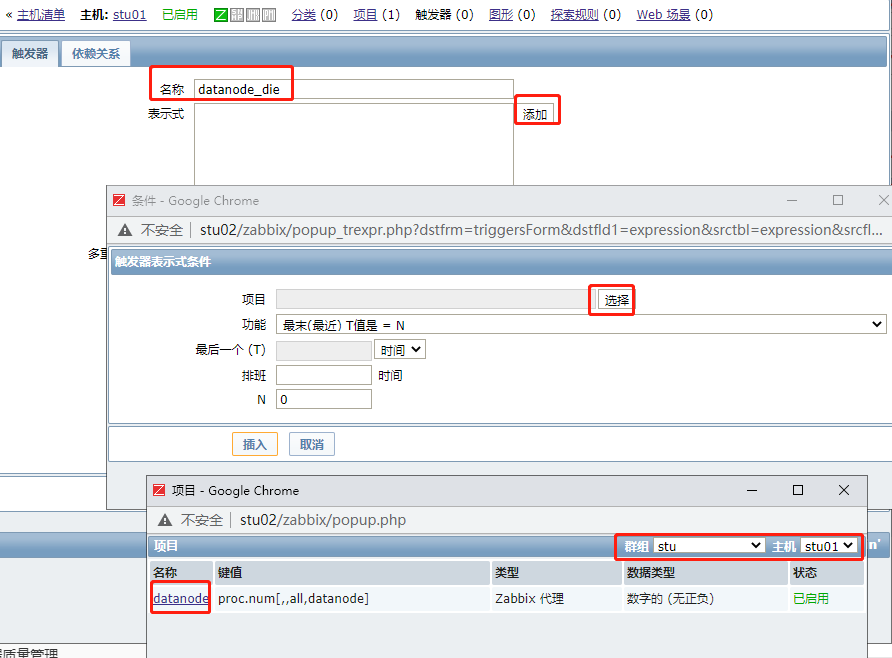 « 主机清单 主机: stu01 已启用 Z 分类 (0) 项目 (1) 触发器 (0) 图形 (0) 探索规则 (0) Web 场景 (0)
触发器 依赖关系
名称 datanode_die
表示式 添加
多重
Z 条件 - Google Chrome
不安全 stu02/zabbix/popup_trexpr.php?dstfrm=triggersForm&dstfld1=expression&srctbl=expression&srcfl...
触发器表示式条件
项目 选择
功能 最末(最近) T值是 = N
最后一个 (T) 时间
排班 时间
N 0
插入 取消
Z 项目 - Google Chrome
不安全 stu02/zabbix/popup.php
项目 群组 stu 主机 stu01 n'
名称 键值 类型 数据类型 状态
datanode proc.num[,,all,datanode] Zabbix 代理 数字的 (无正负) 已启用
质量管理